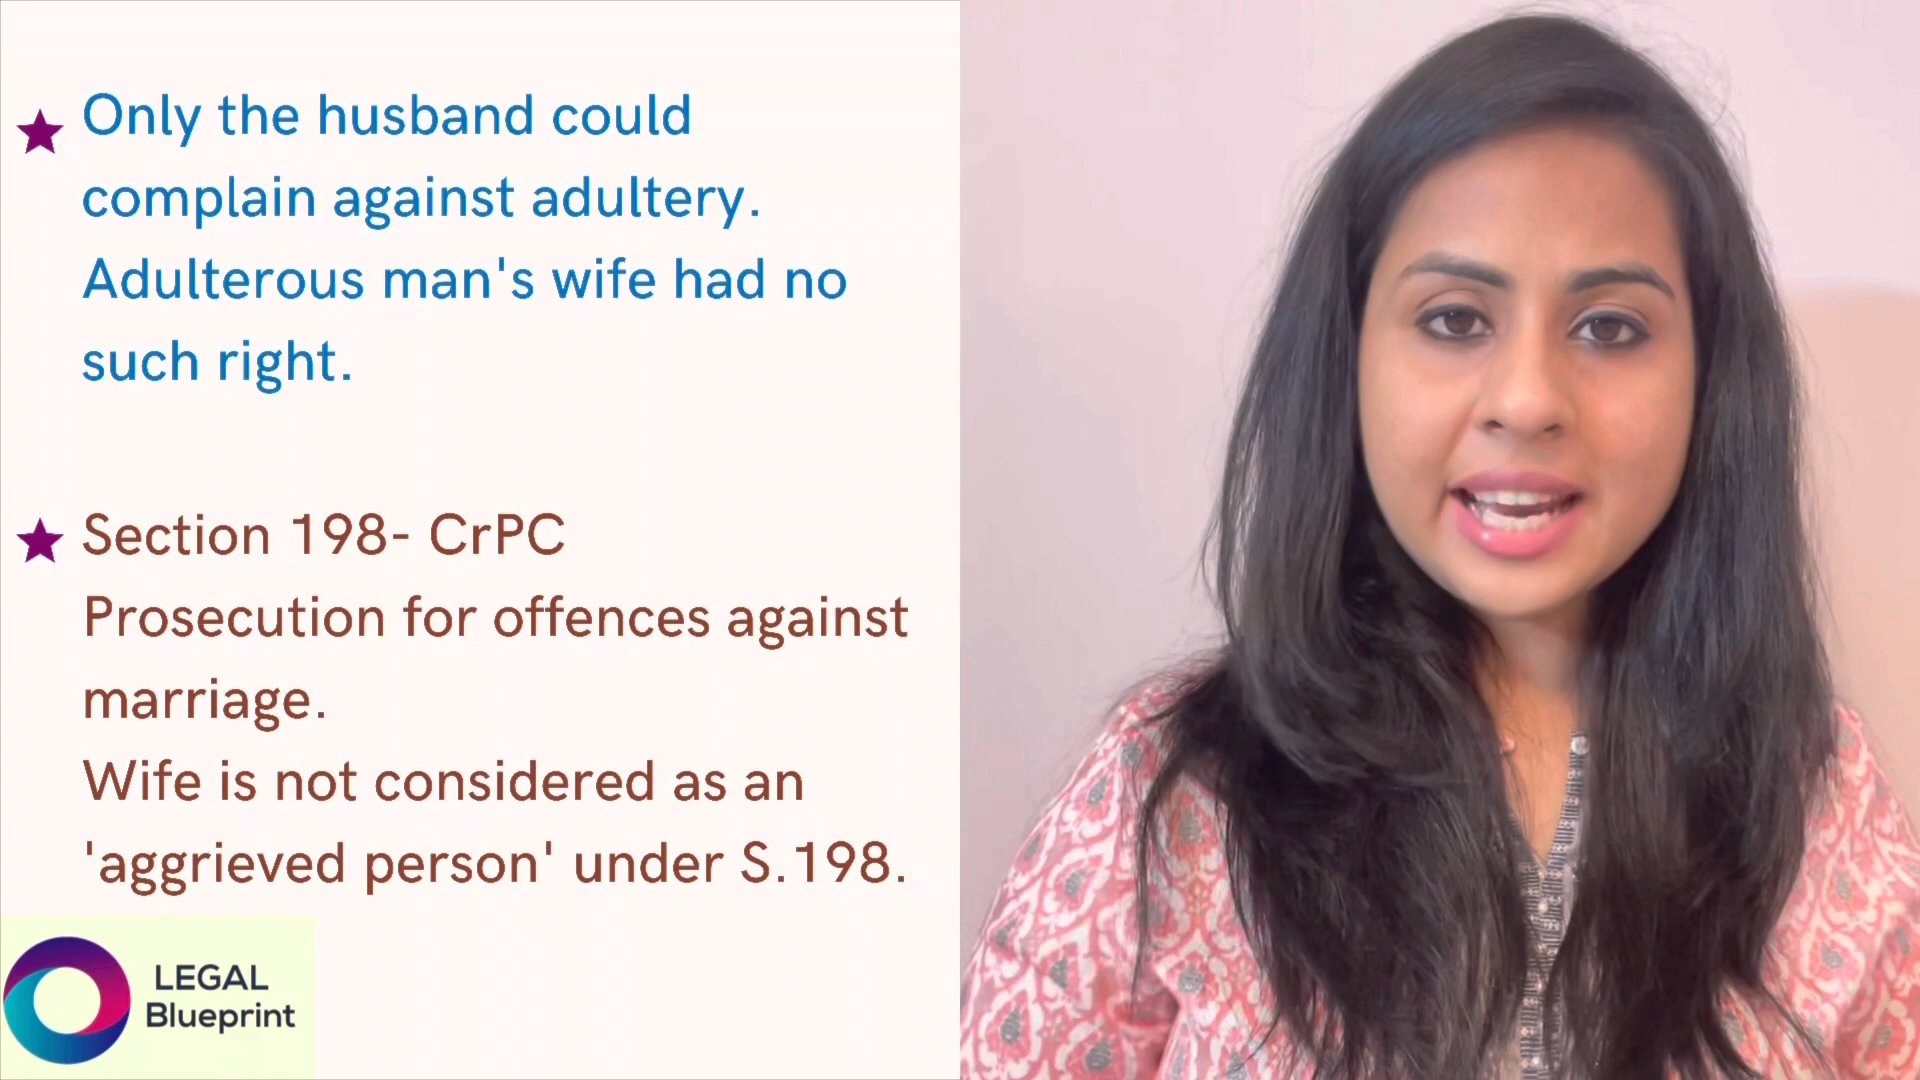 Only the husband could
complain against adultery.
Adulterous man's wife had no
such right.
Section 198- CrPC
Prosecution for offences against
marriage.
Wife is not considered as an
'aggrieved person' under S.198.
LEGAL
Blueprint